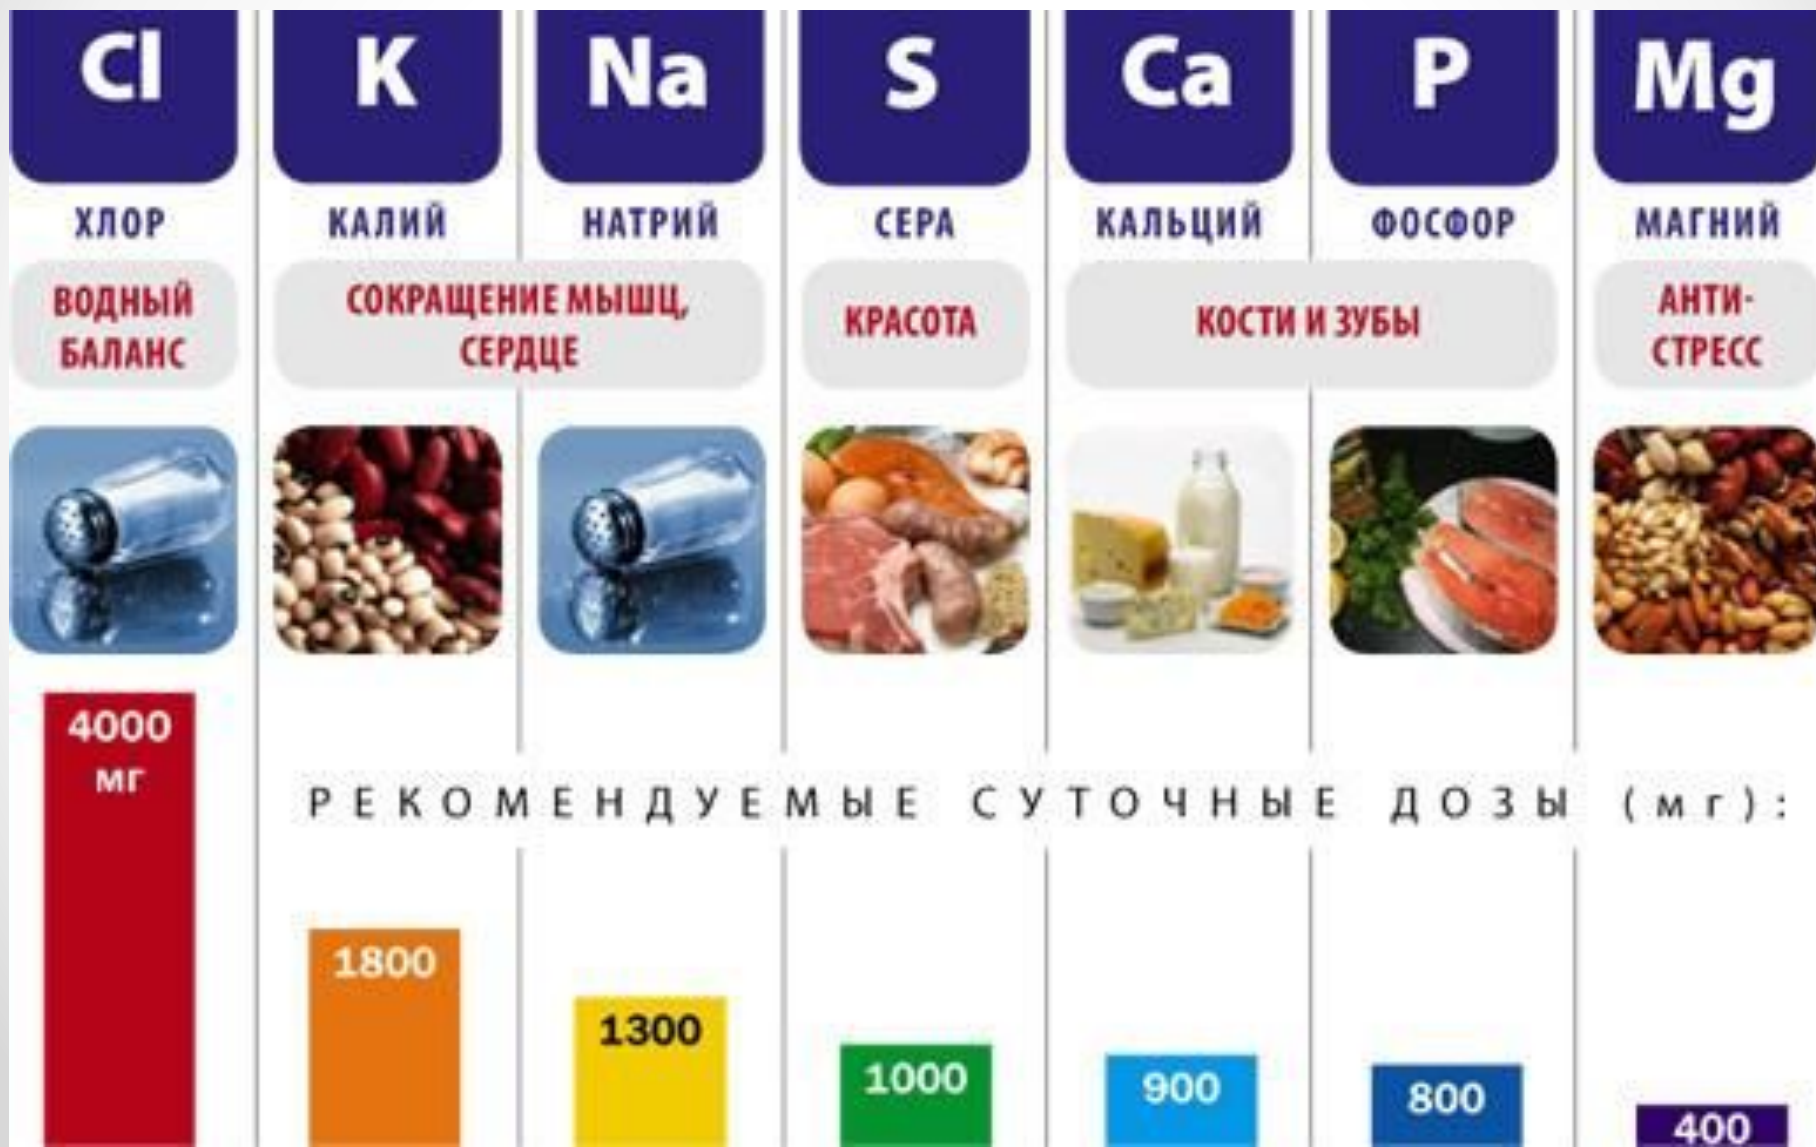 Cl K Na S Ca P Mg
ХЛОР КАЛИЙ НАТРИЙ СЕРА КАЛЬЦИЙ ФОСФОР МАГНИЙ
ВОДНЫЙ
БАЛАНС
СОКРАЩЕНИЕ МЫШЦ,
СЕРДЦЕ
КРАСОТА
КОСТИ И ЗУБЫ
АНТИ-
СТРЕСС
4000
мг
РЕКОМЕНДУЕМЫЕ СУТОЧНЫЕ ДОЗЫ (мг):
1800
1300
1000
900
800
400